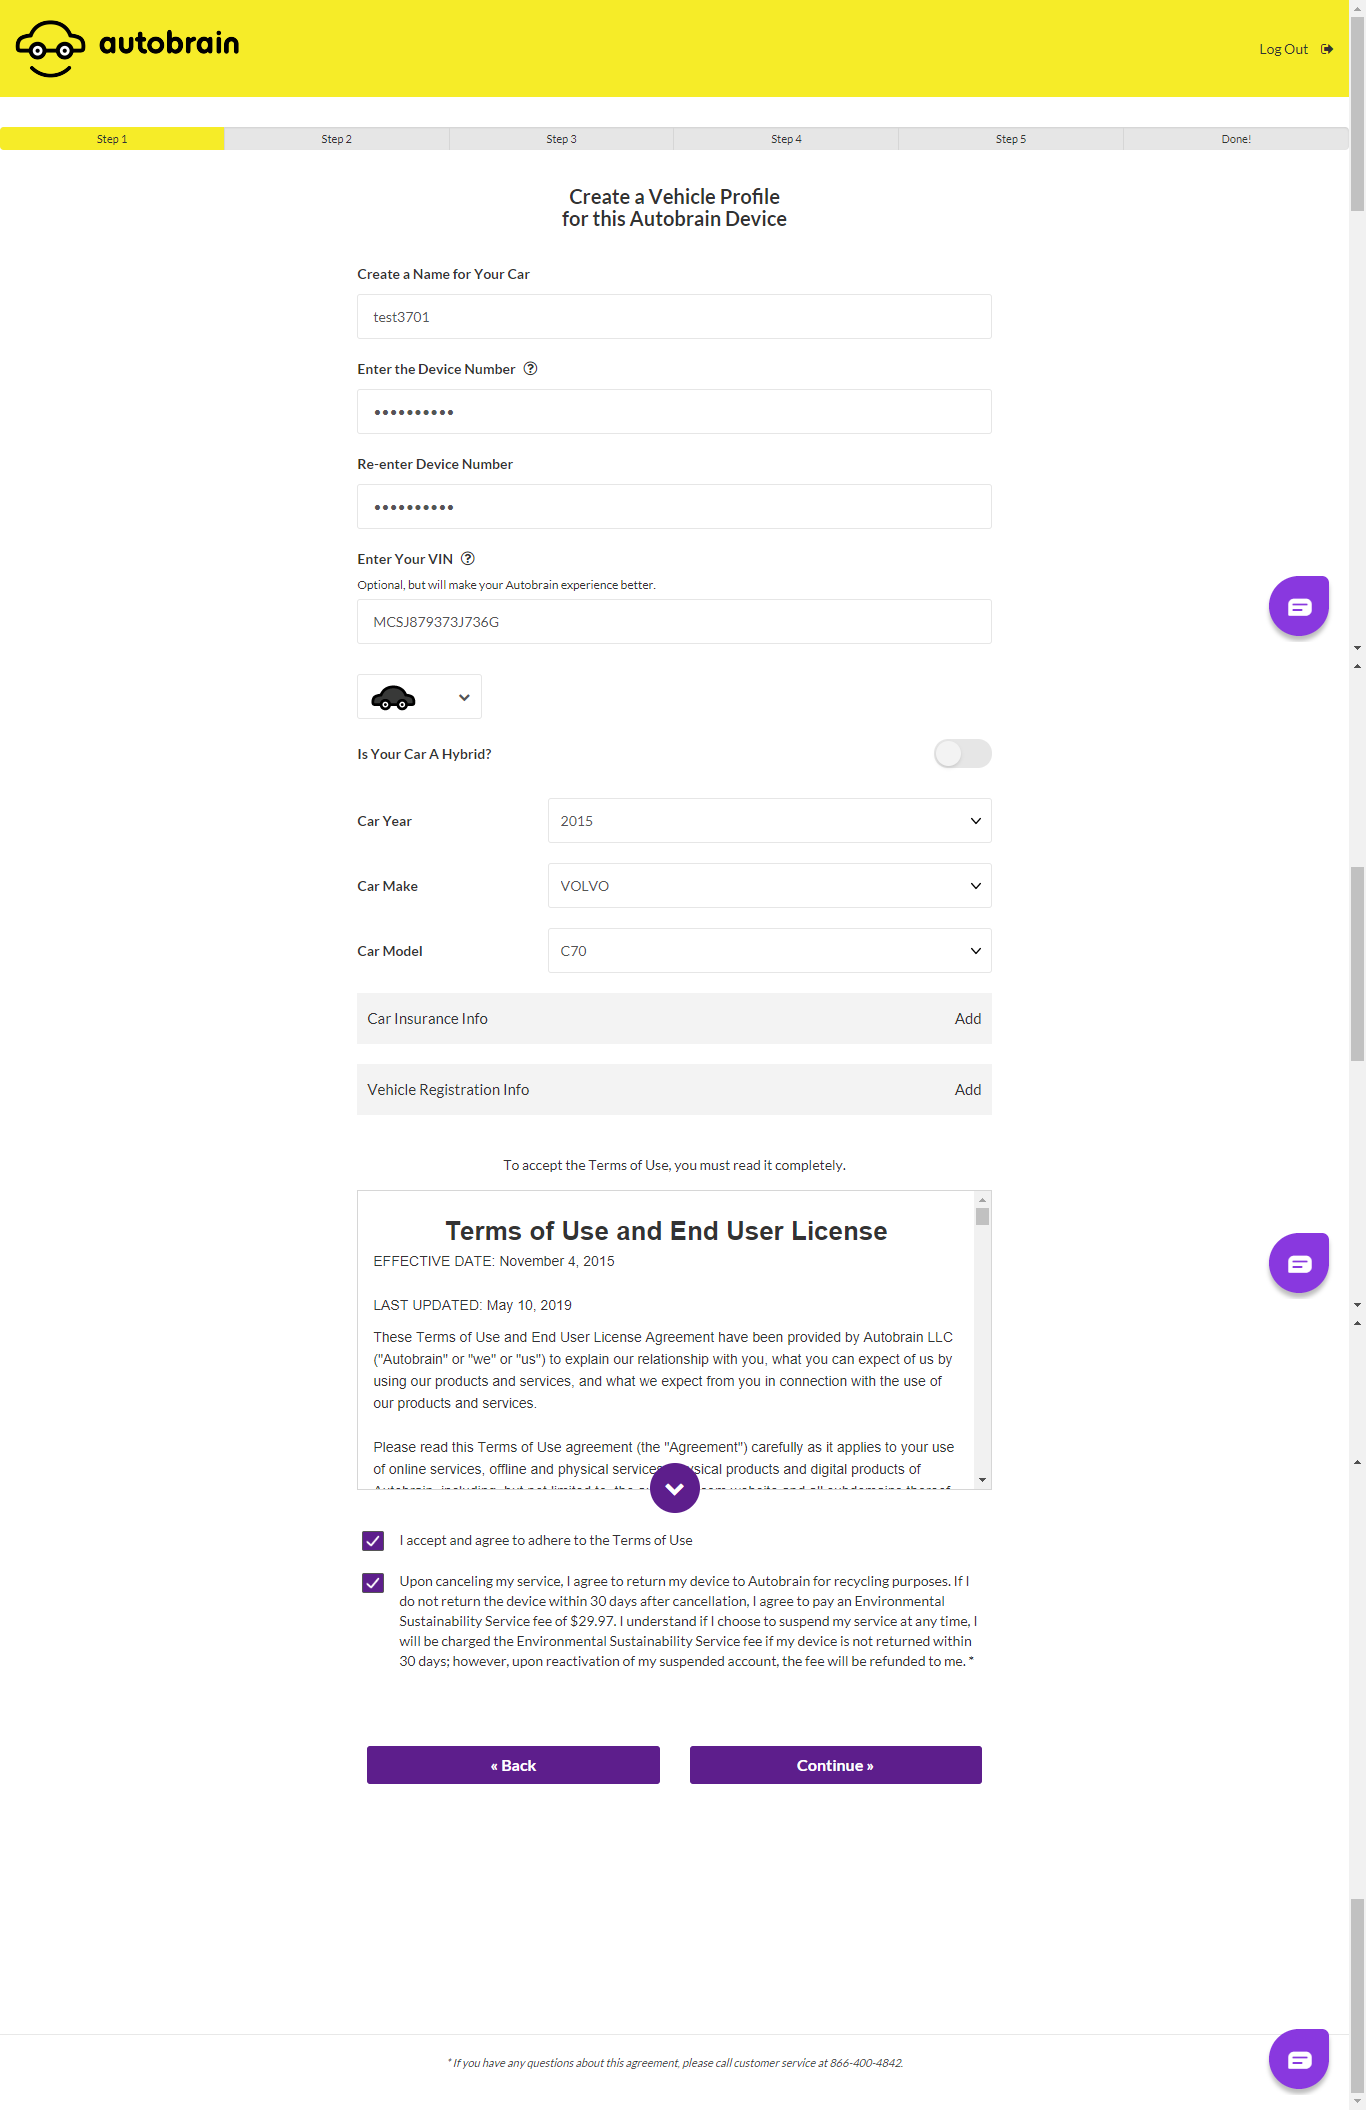 autobrain
Log Out
Step 1
Step 2
Step 3
Step 4
Step 5
Done!
Create a Vehicle Profile
for this Autobrain Device
Create a Name for Your Car
test3701
Enter the Device Number
••••••••••
Re-enter Device Number
••••••••••
Enter Your VIN
Optional, but will make your Autobrain experience better.
MCSJ879373J736G
Is Your Car A Hybrid?
Car Year
2015
Car Make
VOLVO
Car Model
C70
Car Insurance Info
Add
Vehicle Registration Info
Add
To accept the Terms of Use, you must read it completely.
Terms of Use and End User License
EFFECTIVE DATE: November 4, 2015
LAST UPDATED: May 10, 2019
These Terms of Use and End User License Agreement have been provided by Autobrain LLC
("Autobrain" or "we" or "us") to explain our relationship with you, what you can expect of us by
using our products and services, and what we expect from you in connection with the use of
our products and services.
Please read this Terms of Use agreement (the "Agreement") carefully as it applies to your use
of online services, offline and physical services, physical products and digital products of
I accept and agree to adhere to the Terms of Use
Upon canceling my service, I agree to return my device to Autobrain for recycling purposes. If I
do not return the device within 30 days after cancellation, I agree to pay an Environmental
Sustainability Service fee of $29.97. I understand if I choose to suspend my service at any time, I
will be charged the Environmental Sustainability Service fee if my device is not returned within
30 days; however, upon reactivation of my suspended account, the fee will be refunded to me. *
« Back
Continue »
* If you have any questions about this agreement, please call customer service at 866-400-4842.